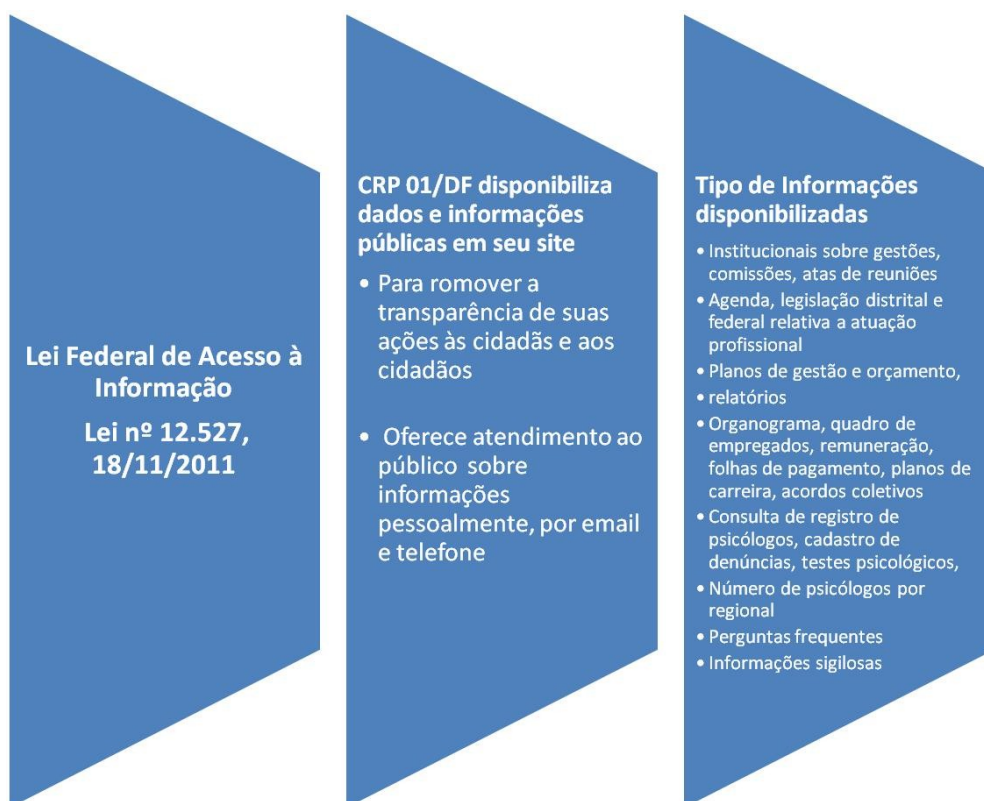 Lei Federal de Acesso à
Informação
Lei nº 12.527,
18/11/2011
CRP 01/DF disponibiliza
dados e informações
públicas em seu site
• Para romover a
transparência de suas
ações às cidadãs e aos
cidadãos
• Oferece atendimento ao
público sobre
informações
pessoalmente, por email
e telefone
Tipo de Informações
disponibilizadas
• Institucionais sobre gestões,
comissões, atas de reuniões
• Agenda, legislação distrital e
federal relativa a atuação
profissional
• Planos de gestão e orçamento,
• relatórios
• Organograma, quadro de
empregados, remuneração,
folhas de pagamento, planos de
carreira, acordos coletivos
• Consulta de registro de
psicólogos, cadastro de
denúncias, testes psicológicos,
• Número de psicólogos por
regional
• Perguntas frequentes
• Informações sigilosas